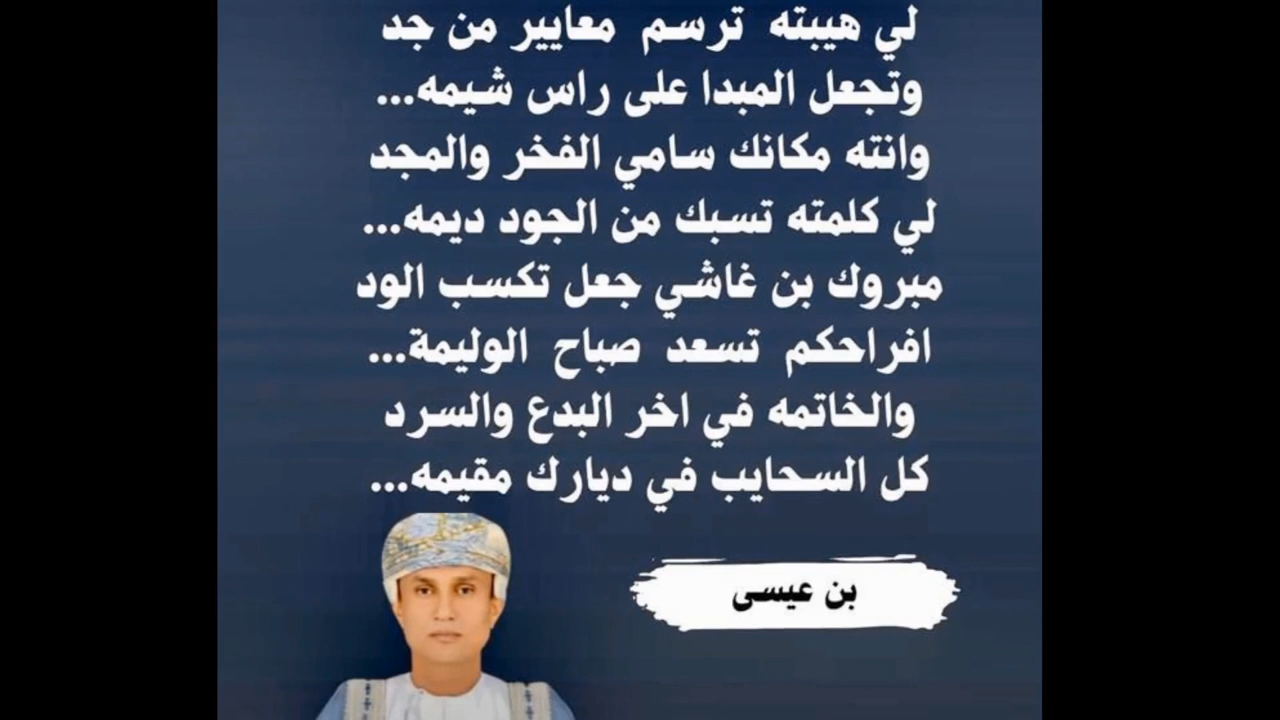 لي هيبته ترسم معايير من جد
وتجعل المبدا على راس شيمه...
وانته مكانك سامي الفخر والمجد
لي كلمته تسبك من الجود ديمه...
مبروك بن غاشي جعل تكسب الود
افراحكم تسعد صباح الوليمة...
والخاتمه في اخر البدع والسرد
كل السحايب في ديارك مقيمه...
بن عيسى